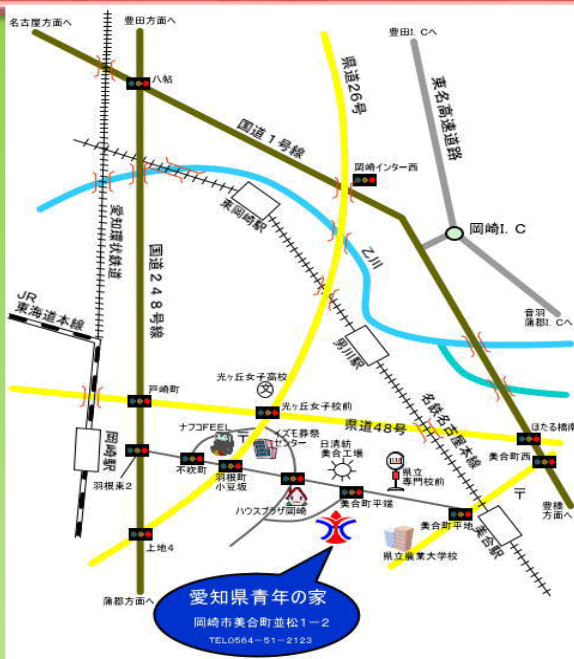 名古屋方面へ
豊田方面へ
豊田I. Cへ
八帖
県道26号
東名高速道路
国道1号線
岡崎インター西
東岡崎駅
愛知環状鉄道
国道248号線
乙川
岡崎I. C
音羽
蒲郡I. Cへ
JR
東海道本線
男川駅
光ヶ丘女子高校
文
戸崎町
光ヶ丘女子校前
名鉄名古屋本線
県道48号
ほたる橋南
美合町西
ナフコFEEL
〒
イズモ葬祭
センター
日清紡
美合工場
岡崎駅
不吹町
羽根町
小豆坂
県立
専門校前
羽根東2
ハウスプラザ岡崎
美合町平端
〒
美合町平地
美合駅
豊橋
方面へ
上地4
県立農業大学校
蒲郡方面へ
愛知県青年の家
岡崎市美合町並松1－2
TEL0564－51－2123